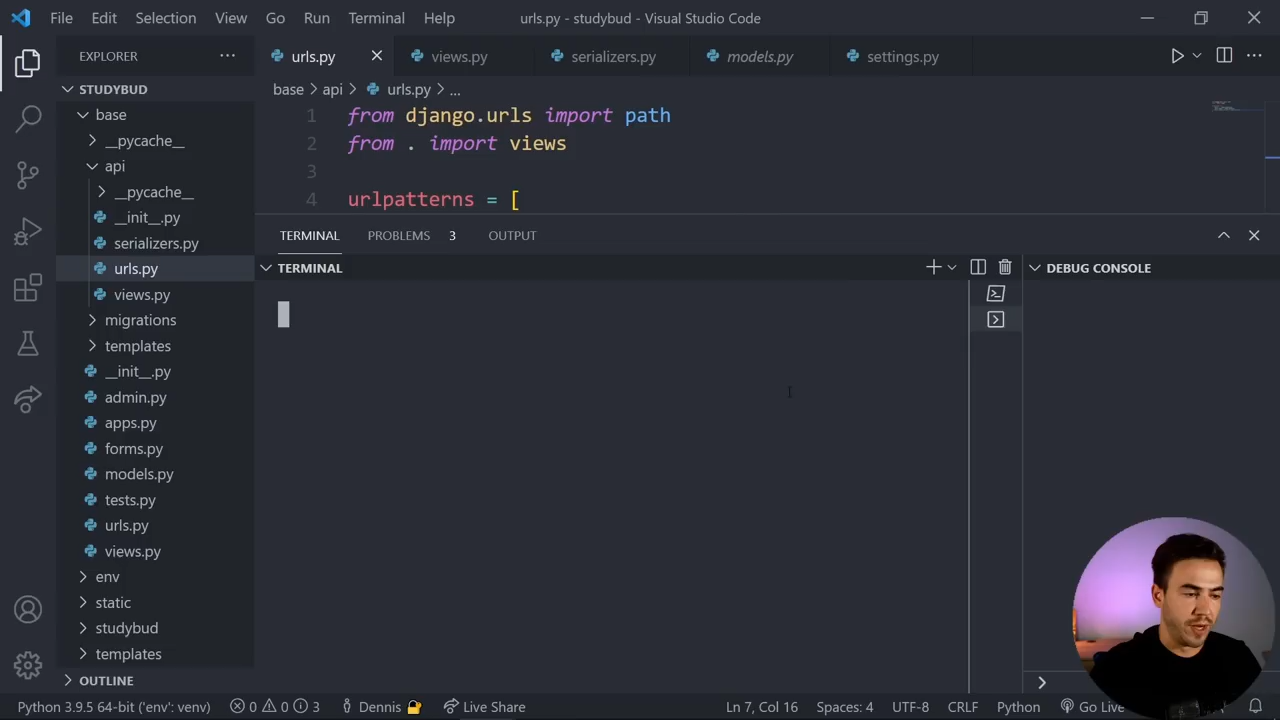 File Edit Selection View Go Run Terminal Help
urls.py - studybud - Visual Studio Code
EXPLORER
urls.py
views.py
serializers.py
models.py
settings.py
STUDYBUD
base
__pycache__
api
__pycache__
__init__.py
serializers.py
urls.py
views.py
migrations
templates
__init__.py
admin.py
apps.py
forms.py
models.py
tests.py
urls.py
views.py
env
static
studybud
templates
OUTLINE
base > api > urls.py > ...
1 from django.urls import path
2 from . import views
3
4 urlpatterns = [
TERMINAL PROBLEMS 3 OUTPUT
TERMINAL
DEBUG CONSOLE
Python 3.9.5 64-bit ('env': venv) 0 0 3 Dennis Live Share Ln 7, Col 16 Spaces: 4 UTF-8 CRLF Python Go Live